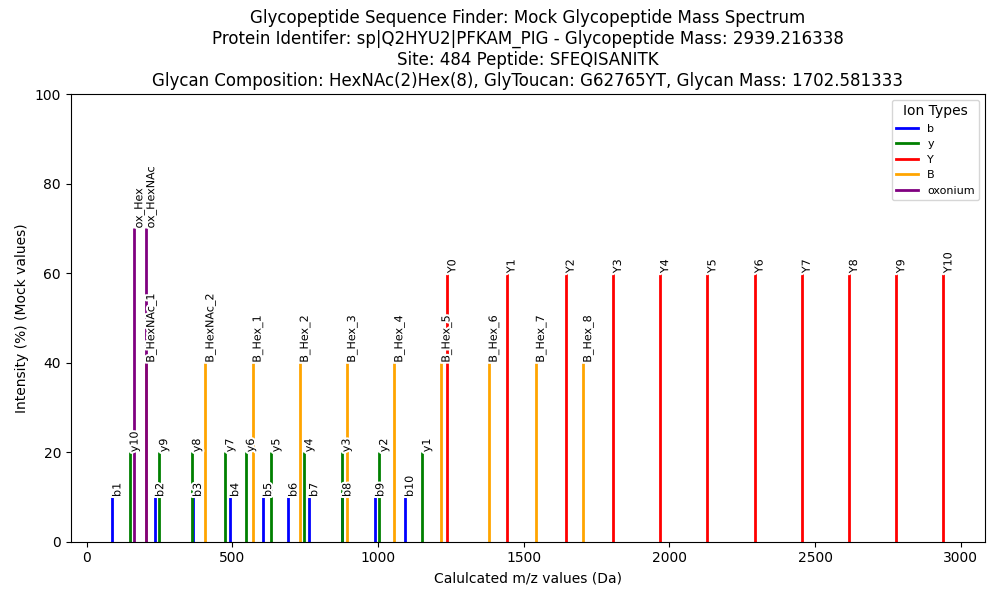 Glycopeptide Sequence Finder: Mock Glycopeptide Mass Spectrum
Protein Identifer: sp|Q2HYU2|PFKAM_PIG - Glycopeptide Mass: 2939.216338
Site: 484 Peptide: SFEQISANITK
Glycan Composition: HexNAc(2)Hex(8), GlyToucan: G62765YT, Glycan Mass: 1702.581333
Intensity (%) (Mock values)
100
80
60
40
20
0
Ion Types
b
y
Y
B
oxonium
ox_Hex
ox_HexNAc
Y0
Y1
Y2
Y3
Y4
Y5
Y6
Y7
Y8
Y9
Y10
B_HexNAc_1
B_HexNAc_2
B_Hex_1
B_Hex_2
B_Hex_3
B_Hex_4
B_Hex_5
B_Hex_6
B_Hex_7
B_Hex_8
y10
y9
y8
y7
y6
y5
y4
y3
y2
y1
b1
b2
b3
b4
b5
b6
b7
b8
b9
b10
0
500
1000
1500
2000
2500
3000
Calulcated m/z values (Da)